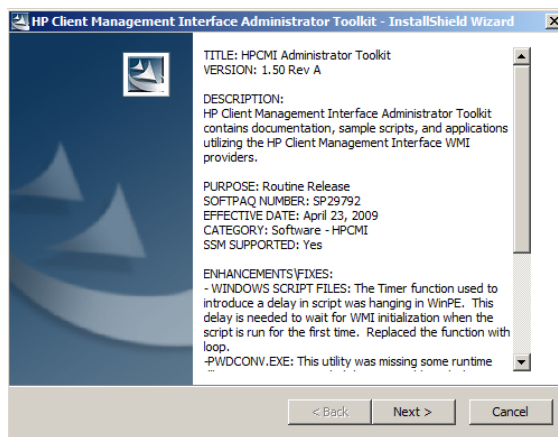 HP Client Management Interface Administrator Toolkit - InstallShield Wizard
TITLE: HPCMI Administrator Toolkit
VERSION: 1.50 Rev A
DESCRIPTION:
HP Client Management Interface Administrator Toolkit
contains documentation, sample scripts, and applications
utilizing the HP Client Management Interface WMI
providers.
PURPOSE: Routine Release
SOFTPAQ NUMBER: SP29792
EFFECTIVE DATE: April 23, 2009
CATEGORY: Software - HPCMI
SSM SUPPORTED: Yes
ENHANCEMENTS\FIXES:
- WINDOWS SCRIPT FILES: The Timer function used to
introduce a delay in script was hanging in WinPE. This
delay is needed to wait for WMI initialization when the
script is run for the first time. Replaced the function with
loop.
-PWDCONV.EXE: This utility was missing some runtime
< Back
Next >
Cancel